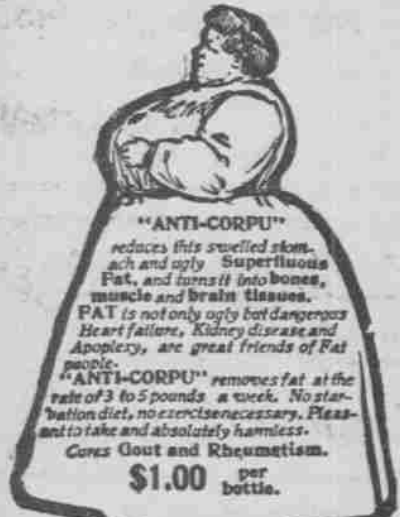 "ANTI-CORPU"
reduces this swelled stom-
ach and ugly Superfluous
Fat, and turns it into bones,
muscle and brain tissues.
FAT is not only ugly but dangerous
Heart failure, Kidney disease and
Apoplexy, are great friends of Fat
people.
"ANTI-CORPU" removes fat at the
rate of 3 to 5 pounds a week. No star-
vation diet, no exercise necessary. Pleas-
ant to take and absolutely harmless.
Cures Gout and Rheumatism.
$1.00 per
bottle.